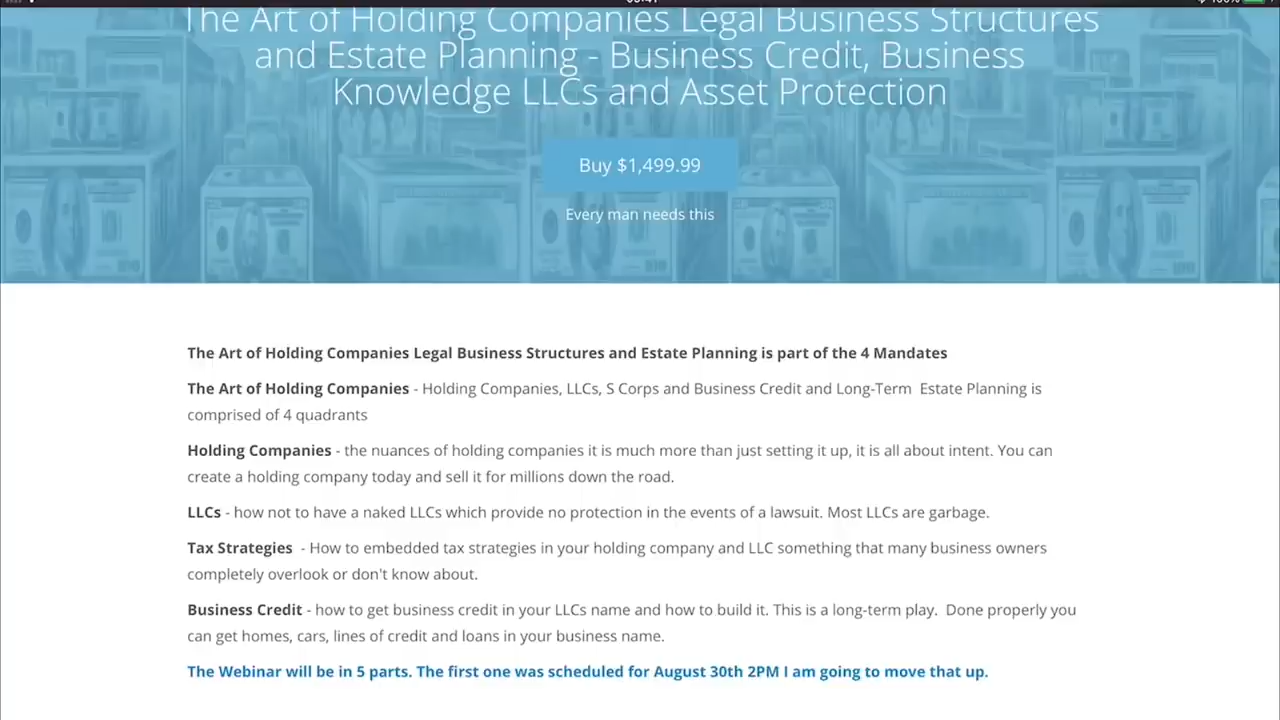 The Art of Holding Companies Legal Business Structures
and Estate Planning - Business Credit, Business
Knowledge LLCs and Asset Protection
Buy $1,499.99
Every man needs this
The Art of Holding Companies Legal Business Structures and Estate Planning is part of the 4 Mandates
The Art of Holding Companies - Holding Companies, LLCs, S Corps and Business Credit and Long-Term Estate Planning is
comprised of 4 quadrants
Holding Companies - the nuances of holding companies it is much more than just setting it up, it is all about intent. You can
create a holding company today and sell it for millions down the road.
LLCs - how not to have a naked LLCs which provide no protection in the events of a lawsuit. Most LLCs are garbage.
Tax Strategies - How to embedded tax strategies in your holding company and LLC something that many business owners
completely overlook or don't know about.
Business Credit - how to get business credit in your LLCs name and how to build it. This is a long-term play. Done properly you
can get homes, cars, lines of credit and loans in your business name.
The Webinar will be in 5 parts. The first one was scheduled for August 30th 2PM I am going to move that up.